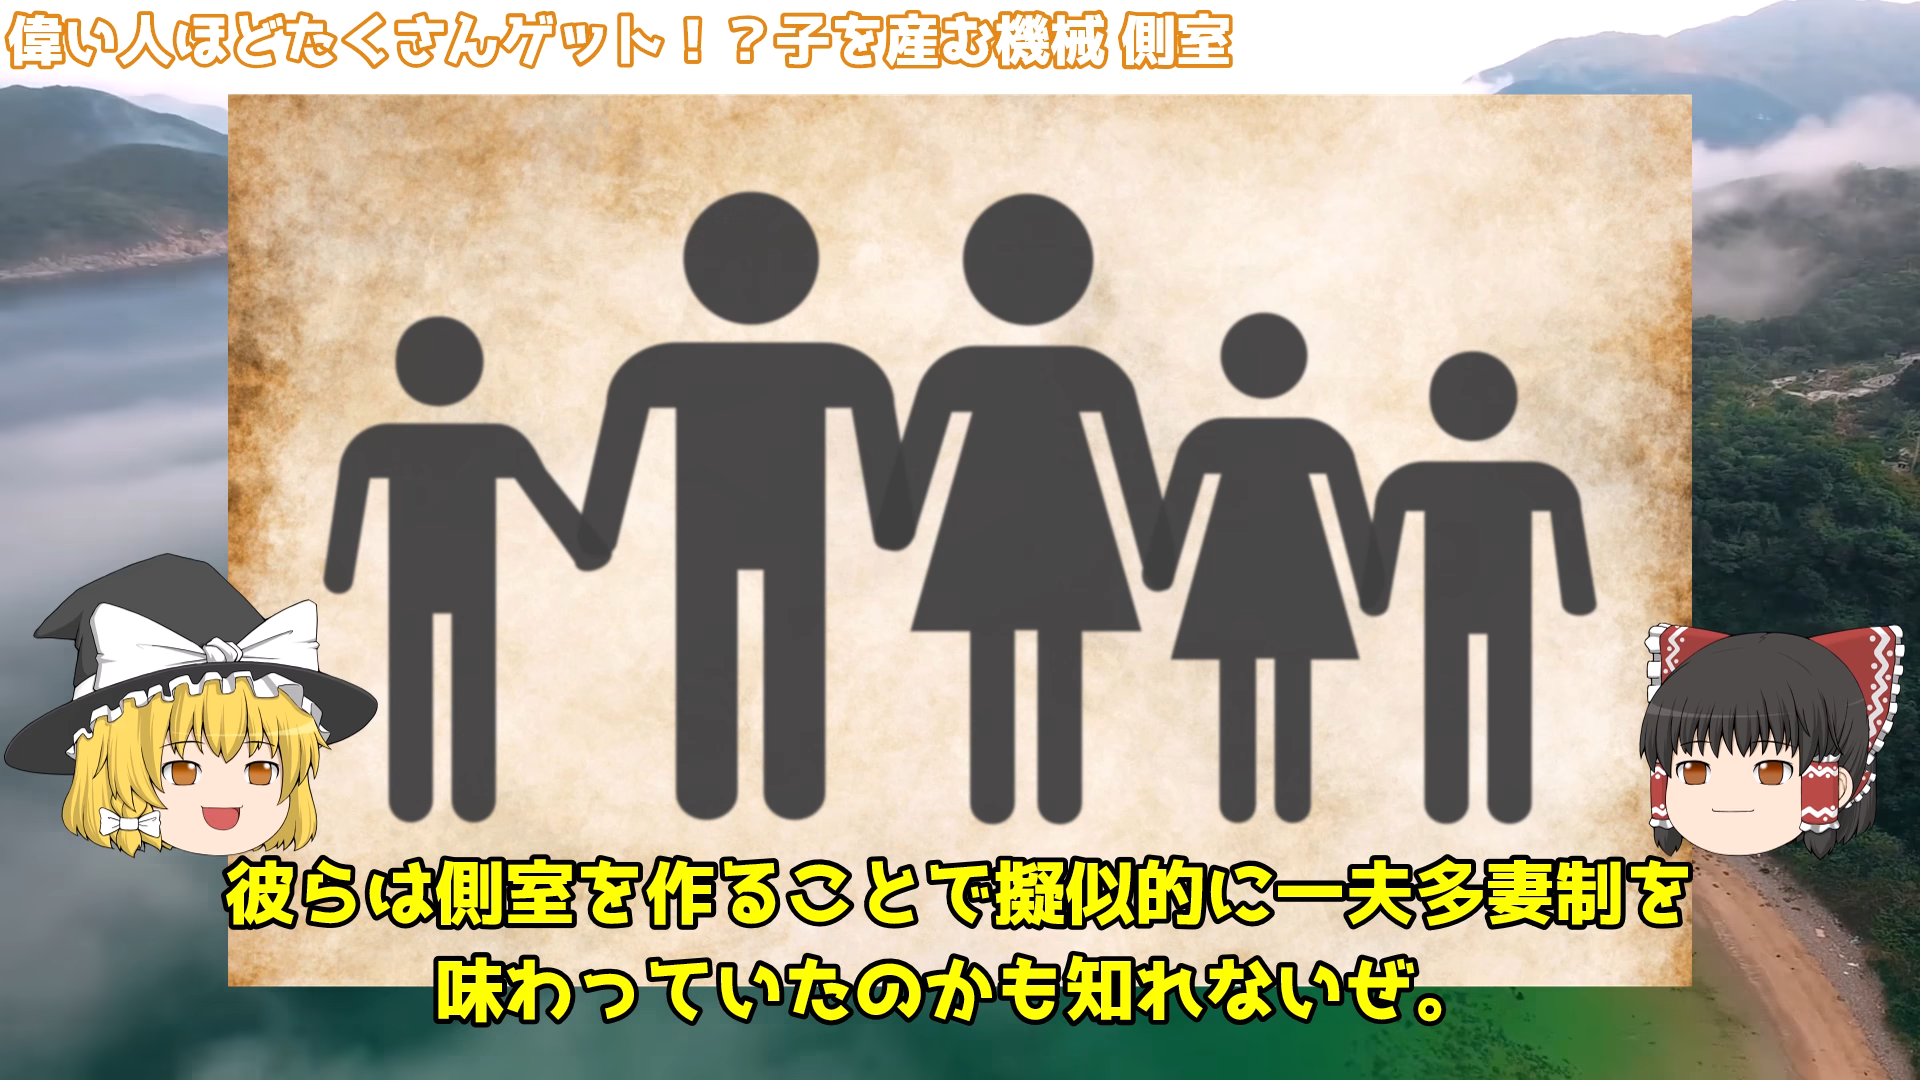 偉い人ほどたくさんゲット！？子を産む機械 側室
彼らは側室を作ることで擬似的に一夫多妻制を
味わっていたのかも知れないぜ。